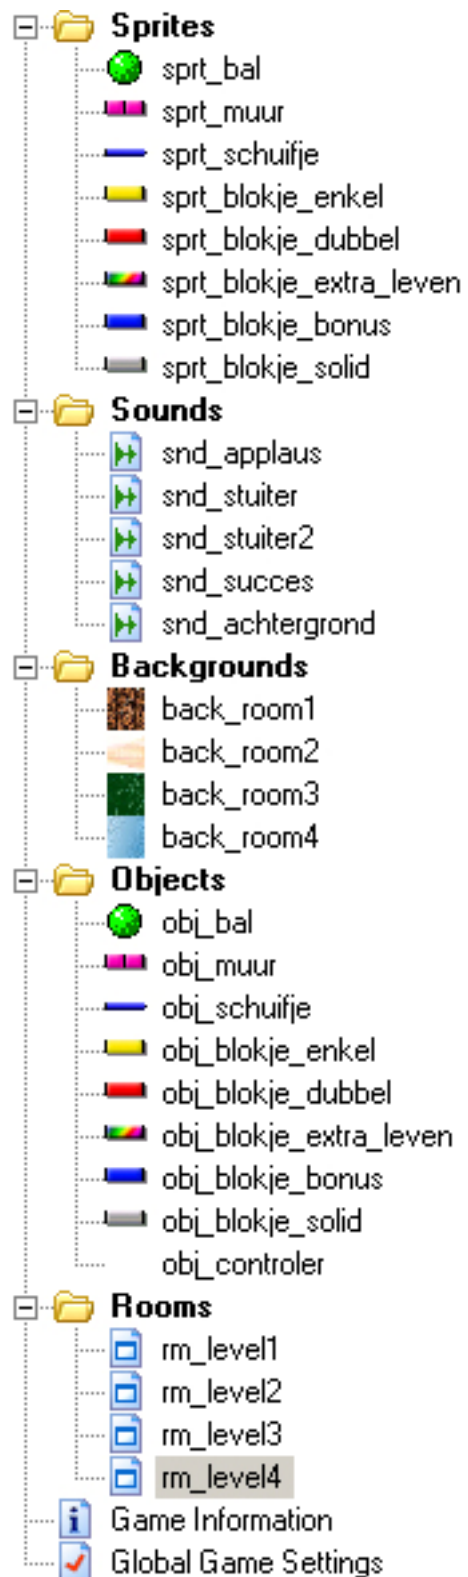 Sprites
sprt_bal
sprt_muur
sprt_schuifje
sprt_blokje_enkel
sprt_blokje_dubbel
sprt_blokje_extra_leven
sprt_blokje_bonus
sprt_blokje_solid
Sounds
snd_applaus
snd_stuiter
snd_stuiter2
snd_succes
snd_achtergrond
Backgrounds
back_room1
back_room2
back_room3
back_room4
Objects
obj_bal
obj_muur
obj_schuifje
obj_blokje_enkel
obj_blokje_dubbel
obj_blokje_extra_leven
obj_blokje_bonus
obj_blokje_solid
obj_controler
Rooms
rm_level1
rm_level2
rm_level3
rm_level4
Game Information
Global Game Settings